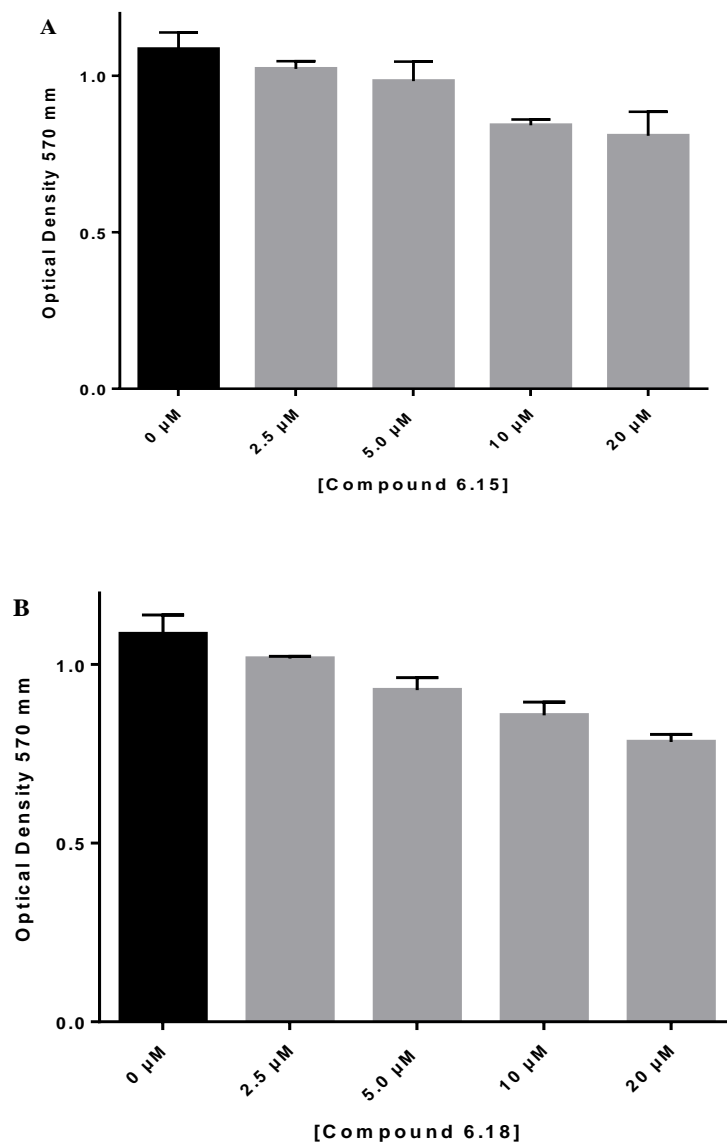 A
Optical Density 570 mm
1.0
0.5
0.0
0 µM
2.5 µM
5.0 µM
10 µM
20 µM
[Compound 6.15]
B
Optical Density 570 mm
1.0
0.5
0.0
0 µM
2.5 µM
5.0 µM
10 µM
20 µM
[Compound 6.18]